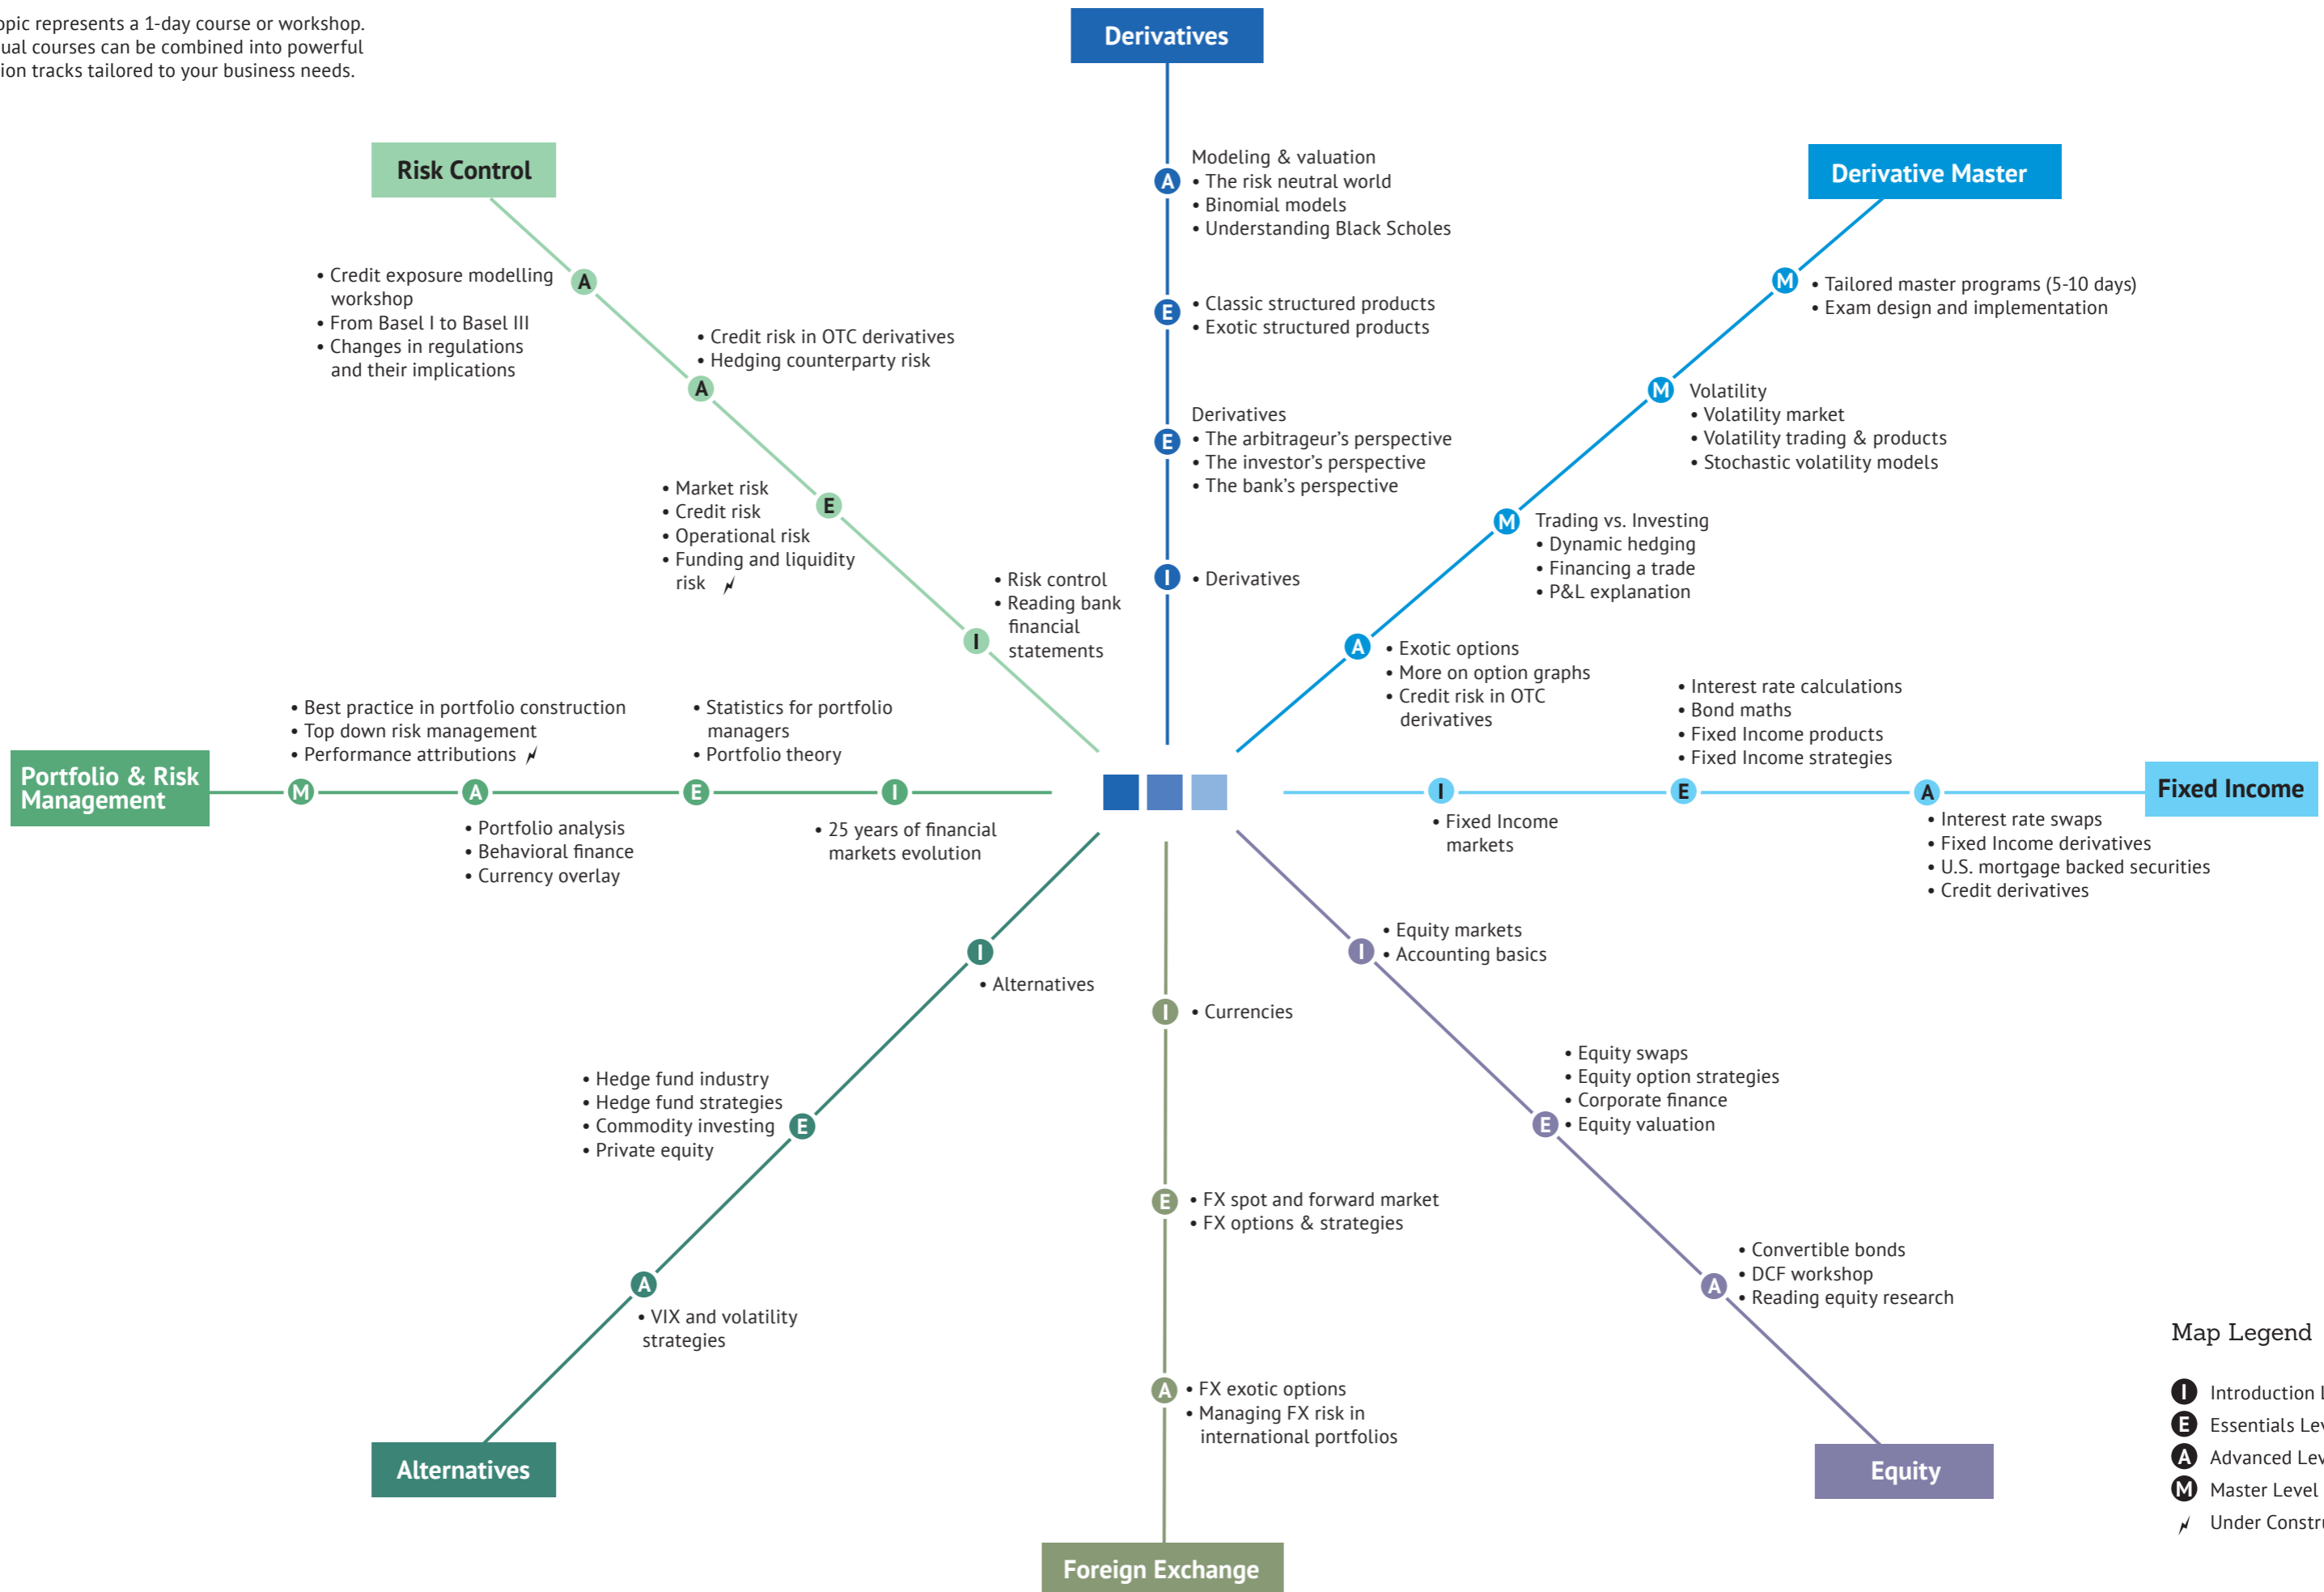 represents a 1-day course or workshop.
courses can be combined into powerful
tracks tailored to your business needs.
Derivatives
Modeling & valuation
A
• The risk neutral world
• Binomial models
• Understanding Black Scholes
E
• Classic structured products
• Exotic structured products
Derivatives
E
• The arbitrageur's perspective
• The investor's perspective
• The bank's perspective
I
• Derivatives
Risk Control
A
• Credit exposure modelling
workshop
• From Basel I to Basel III
• Changes in regulations
and their implications
A
• Credit risk in OTC derivatives
• Hedging counterparty risk
E
• Market risk
• Credit risk
• Operational risk
• Funding and liquidity
risk
I
• Risk control
• Reading bank
financial
statements
Derivative Master
M
• Tailored master programs (5-10 days)
• Exam design and implementation
M
Volatility
• Volatility market
• Volatility trading & products
• Stochastic volatility models
M
Trading vs. Investing
• Dynamic hedging
• Financing a trade
• P&L explanation
A
• Exotic options
• More on option graphs
• Credit risk in OTC
derivatives
Portfolio & Risk
Management
M
• Best practice in portfolio construction
• Top down risk management
• Performance attributions
A
• Portfolio analysis
• Behavioral finance
• Currency overlay
E
• Statistics for portfolio
managers
• Portfolio theory
I
• 25 years of financial
markets evolution
I
• Fixed Income
markets
E
• Interest rate calculations
• Bond maths
• Fixed Income products
• Fixed Income strategies
A
• Interest rate swaps
• Fixed Income derivatives
• U.S. mortgage backed securities
• Credit derivatives
Fixed Income
I
• Alternatives
E
• Hedge fund industry
• Hedge fund strategies
• Commodity investing
• Private equity
A
• VIX and volatility
strategies
Alternatives
I
• Currencies
E
• FX spot and forward market
• FX options & strategies
A
• FX exotic options
• Managing FX risk in
international portfolios
Foreign Exchange
I
• Equity markets
• Accounting basics
E
• Equity swaps
• Equity option strategies
• Corporate finance
• Equity valuation
A
• Convertible bonds
• DCF workshop
• Reading equity research
Equity
Map Legend
I Introduction
E Essentials
A Advanced
M Master Level
Under